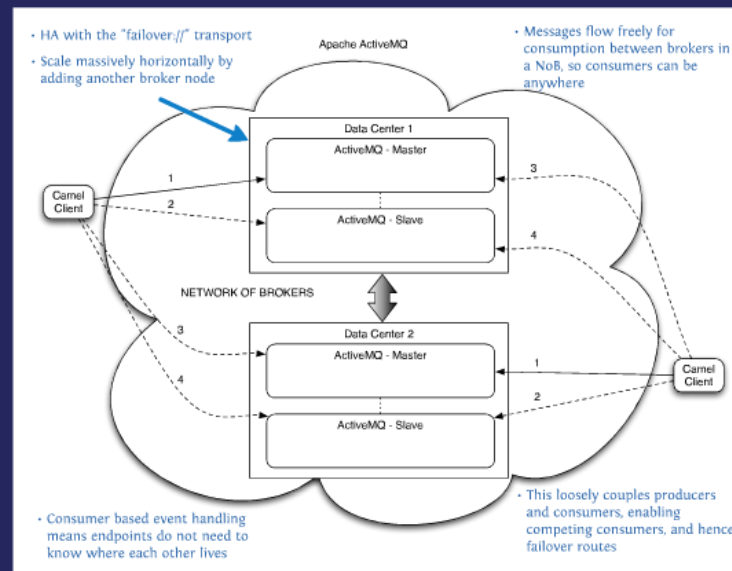 • HA with the "failover://" transport
• Scale massively horizontally by
adding another broker node
Apache ActiveMQ
• Messages flow freely for
consumption between brokers in
a NoB, so consumers can be
anywhere
Data Center 1
ActiveMQ - Master
1
3
Camel
Client
2
ActiveMQ - Slave
4
NETWORK OF BROKERS
Data Center 2
3
ActiveMQ - Master
1
Camel
Client
4
2
ActiveMQ - Slave
• Consumer based event handling
means endpoints do not need to
know where each other lives
• This loosely couples producers
and consumers, enabling
competing consumers, and hence
failover routes